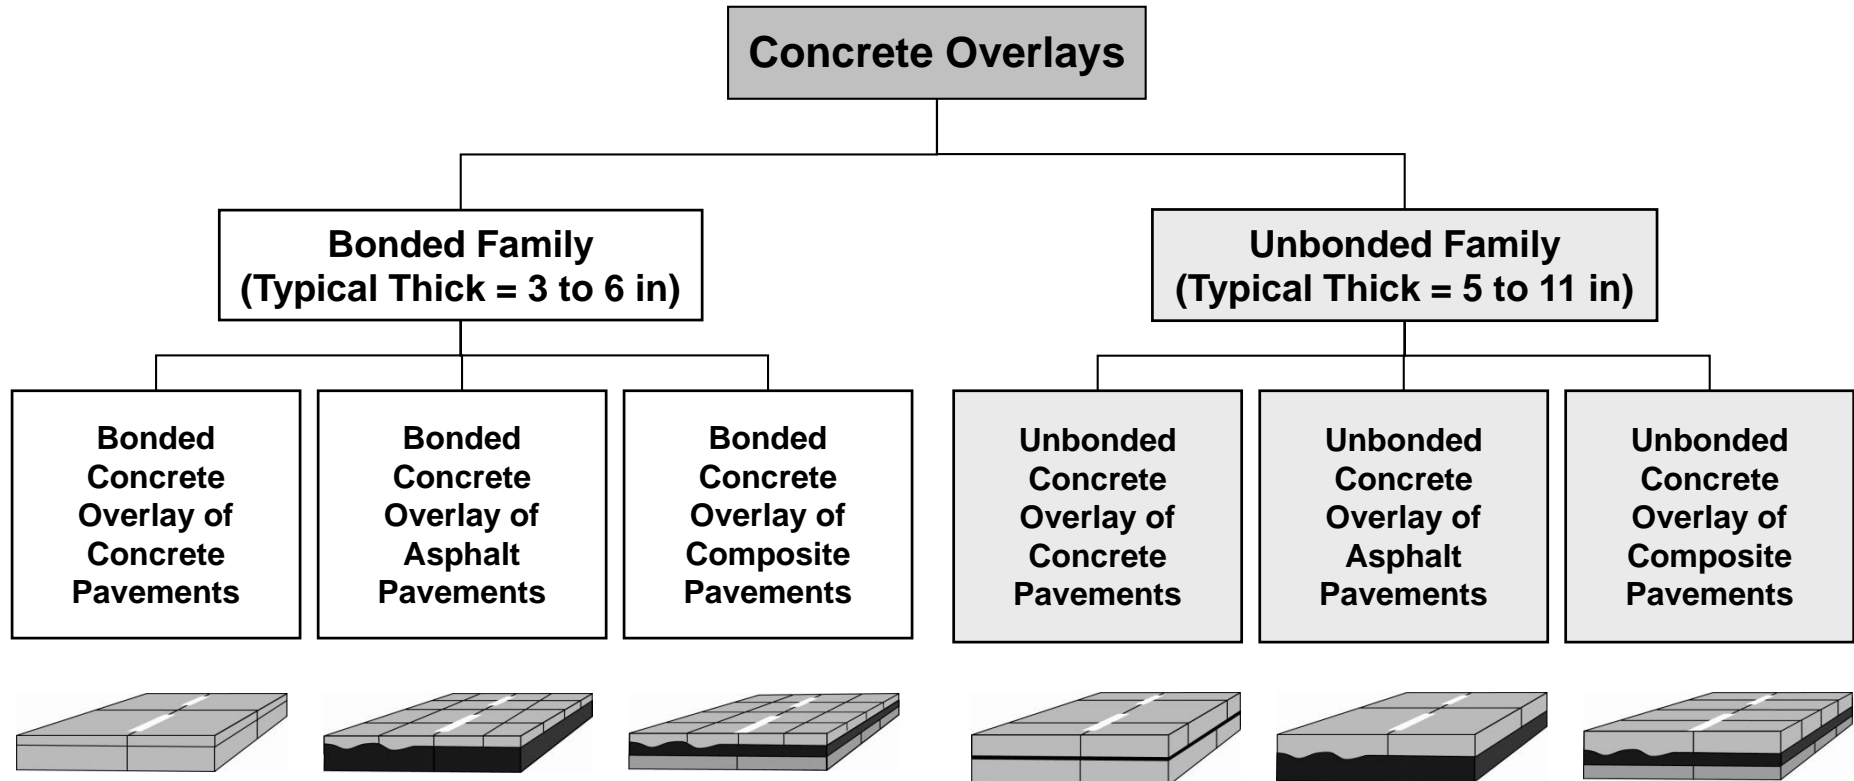 Concrete Overlays
Bonded Family
(Typical Thick = 3 to 6 in)
Unbonded Family
(Typical Thick = 5 to 11 in)
Bonded
Concrete
Overlay of
Concrete
Pavements
Bonded
Concrete
Overlay of
Asphalt
Pavements
Bonded
Concrete
Overlay of
Composite
Pavements
Unbonded
Concrete
Overlay of
Concrete
Pavements
Unbonded
Concrete
Overlay of
Asphalt
Pavements
Unbonded
Concrete
Overlay of
Composite
Pavements